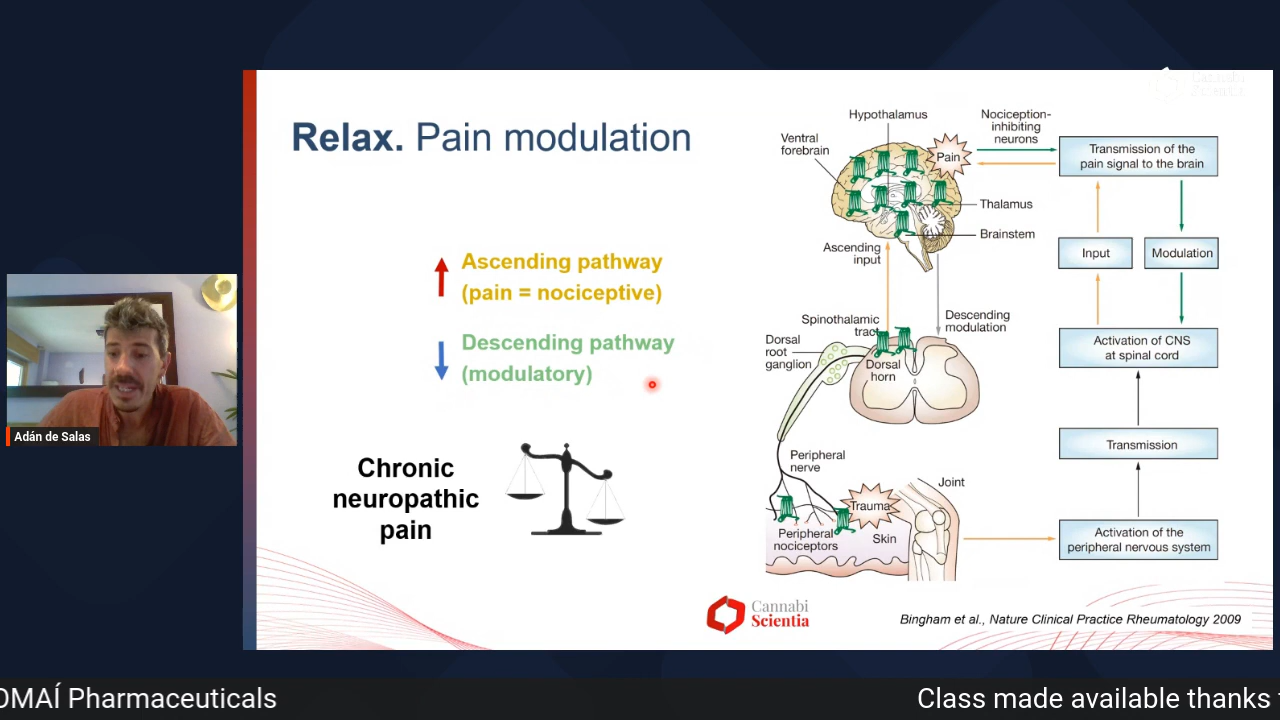 Cannabi
Scientia
Relax. Pain modulation
Ascending pathway
(pain = nociceptive)
Descending pathway
(modulatory)
Chronic
neuropathic
pain
Hypothalamus
Ventral
forebrain
Pain
Nociception-
inhibiting
neurons
Transmission of the
pain signal to the brain
Thalamus
Brainstem
Ascending
input
Input
Modulation
Spinothalamic
tract
Descending
modulation
Dorsal
root
ganglion
Dorsal
horn
Activation of CNS
at spinal cord
Transmission
Peripheral
nerve
Joint
Trauma
Skin
Peripheral
nociceptors
Activation of the
peripheral nervous system
Cannabi
Scientia
Bingham et al., Nature Clinical Practice Rheumatology 2009
Adán de Salas
OMAÍ Pharmaceuticals
Class made available thanks